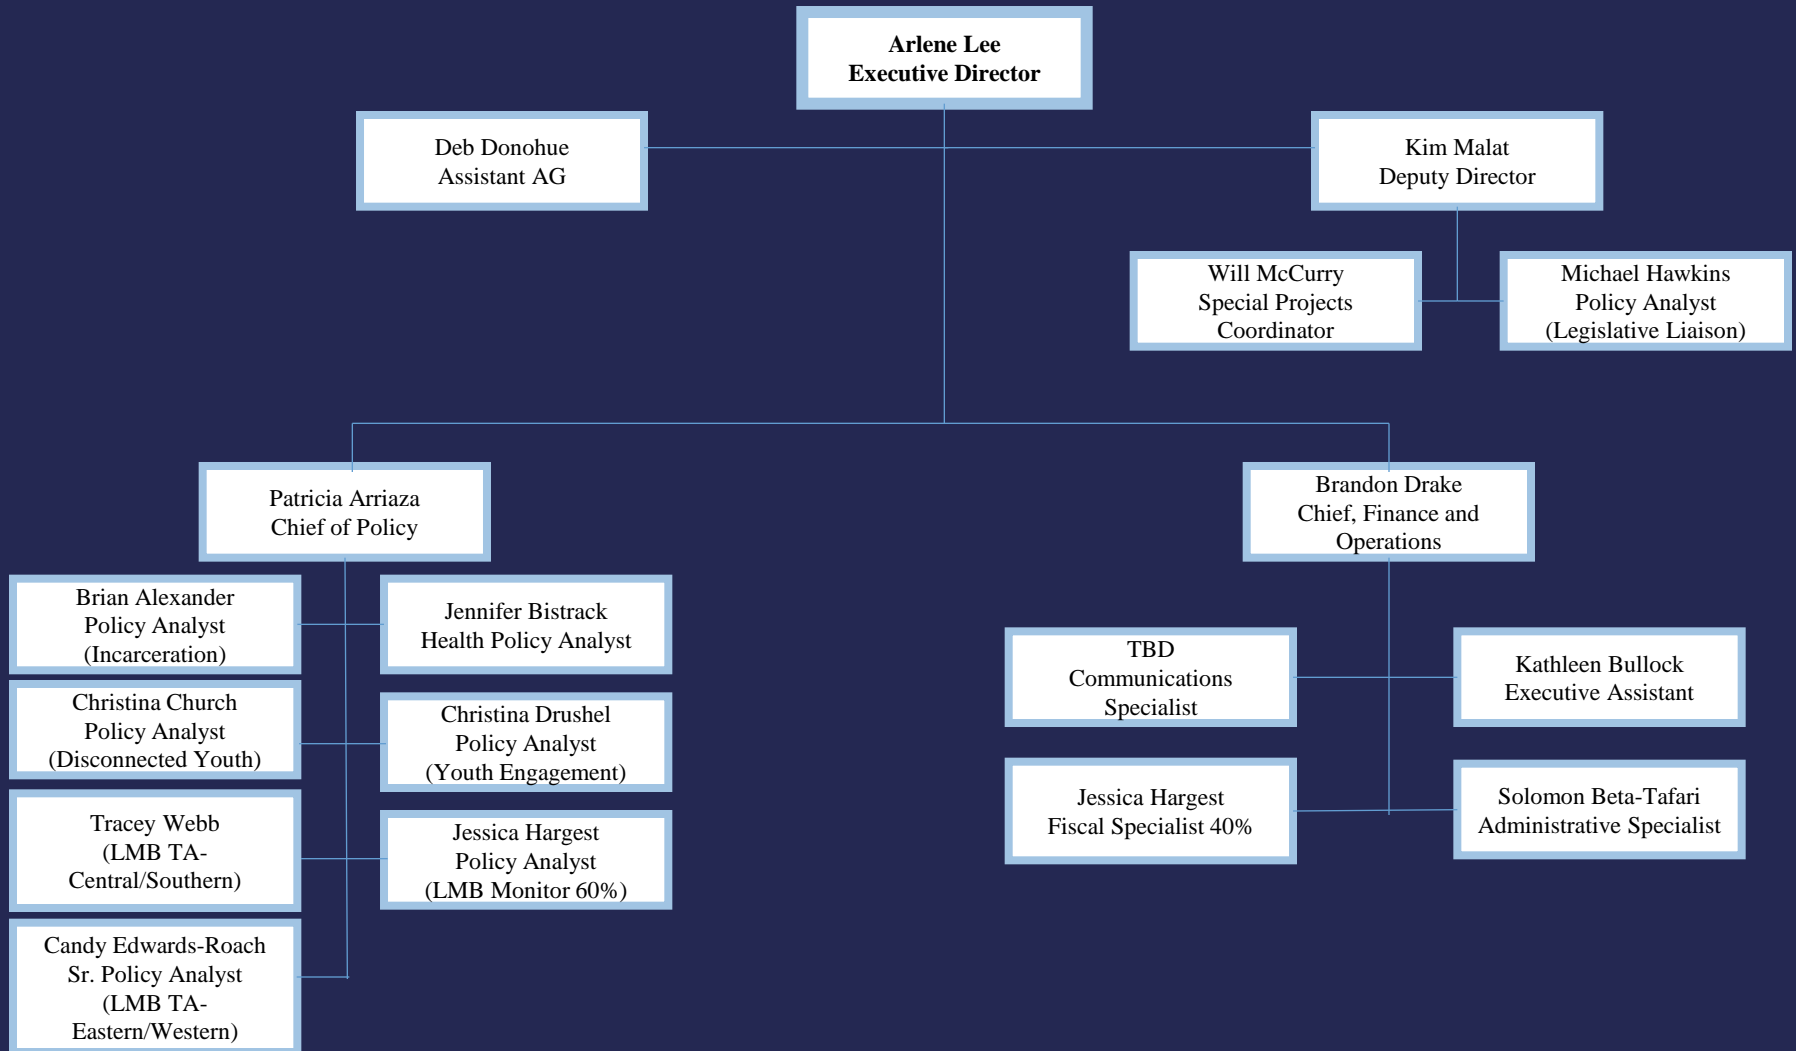 Arlene Lee
Executive Director
Deb Donohue
Assistant AG
Kim Malat
Deputy Director
Will McCurry
Special Projects
Coordinator
Michael Hawkins
Policy Analyst
(Legislative Liaison)
Patricia Arriaza
Chief of Policy
Brandon Drake
Chief, Finance and
Operations
Brian Alexander
Policy Analyst
(Incarceration)
Jennifer Bistrack
Health Policy Analyst
Christina Church
Policy Analyst
(Disconnected Youth)
Christina Drushel
Policy Analyst
(Youth Engagement)
Tracey Webb
(LMB TA-
Central/Southern)
Jessica Hargest
Policy Analyst
(LMB Monitor 60%)
Candy Edwards-Roach
Sr. Policy Analyst
(LMB TA-
Eastern/Western)
TBD
Communications
Specialist
Kathleen Bullock
Executive Assistant
Jessica Hargest
Fiscal Specialist 40%
Solomon Beta-Tafari
Administrative Specialist